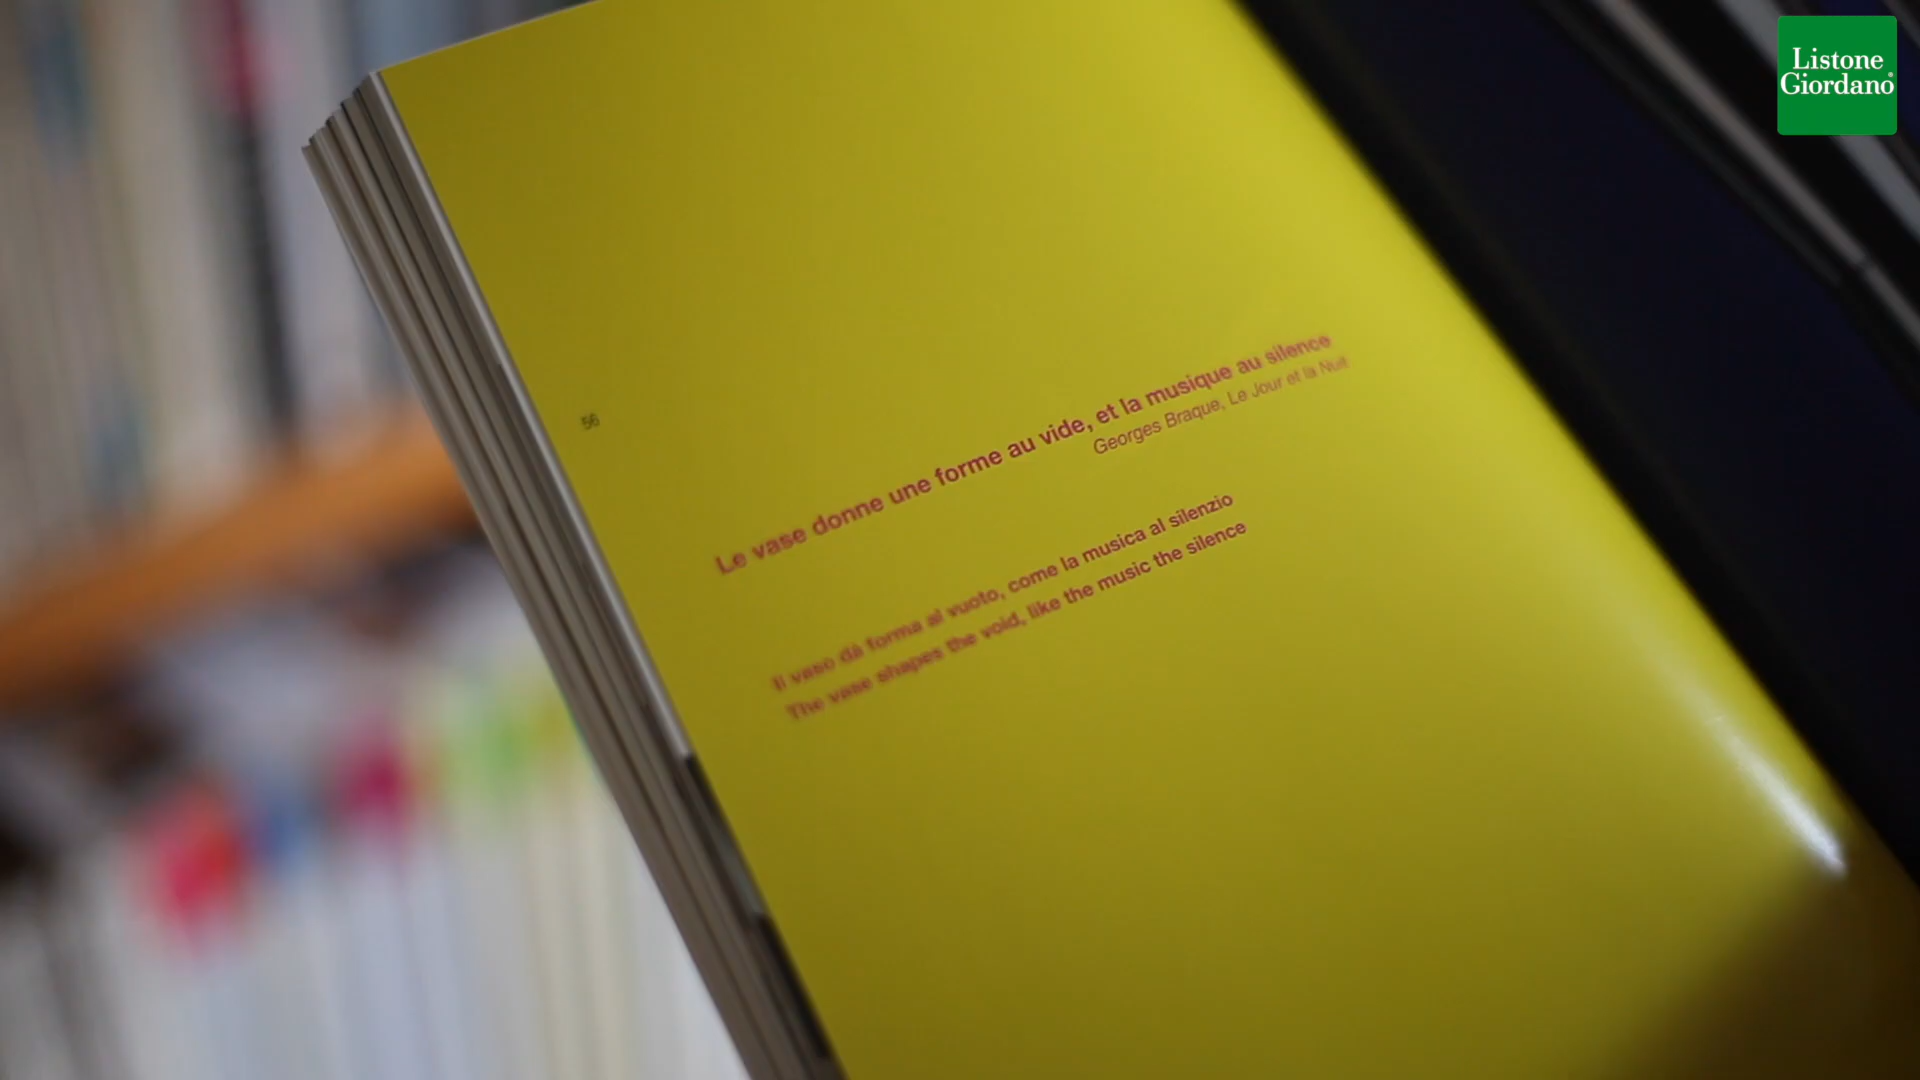 Listone
Giordano
56
Le vase donne une forme au vide, et la musique au silence
Georges Braque, Le Jour et la Nuit
Il vaso dà forma al vuoto, come la musica al silenzio
The vase shapes the void, like the music the silence